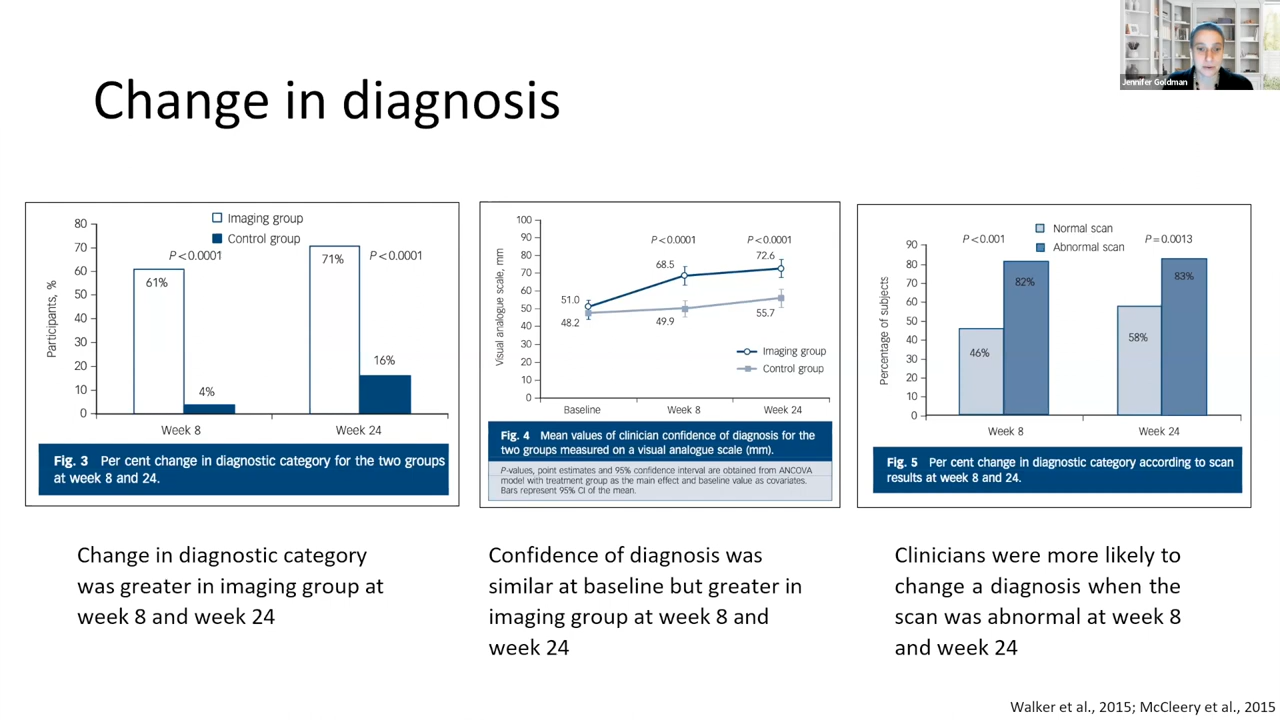 Jennifer Goldman
Change in diagnosis
Imaging group
Control group
Participants, %
80
70
60
50
40
30
20
10
0
P<0.0001
P<0.0001
61%
4%
71%
16%
Week 8
Week 24
Fig. 3 Per cent change in diagnostic category for the two groups
at week 8 and 24.
Visual analogue scale, mm
100
90
80
70
60
50
40
30
20
10
0
P<0.0001
P<0.0001
51.0
48.2
68.5
49.9
72.6
55.7
Imaging group
Control group
Baseline
Week 8
Week 24
Fig. 4 Mean values of clinician confidence of diagnosis for the
two groups measured on a visual analogue scale (mm).
P-values, point estimates and 95% confidence interval are obtained from ANCOVA
model with treatment group as the main effect and baseline value as covariates.
Bars represent 95% CI of the mean.
Normal scan
Abnormal scan
Percentage of subjects
90
80
70
60
50
40
30
20
10
0
P<0.001
P=0.0013
46%
82%
58%
83%
Week 8
Week 24
Fig. 5 Per cent change in diagnostic category according to scan
results at week 8 and 24.
Change in diagnostic category
was greater in imaging group at
week 8 and week 24
Confidence of diagnosis was
similar at baseline but greater in
imaging group at week 8 and
week 24
Clinicians were more likely to
change a diagnosis when the
scan was abnormal at week 8
and week 24
Walker et al., 2015; McCleery et al., 2015